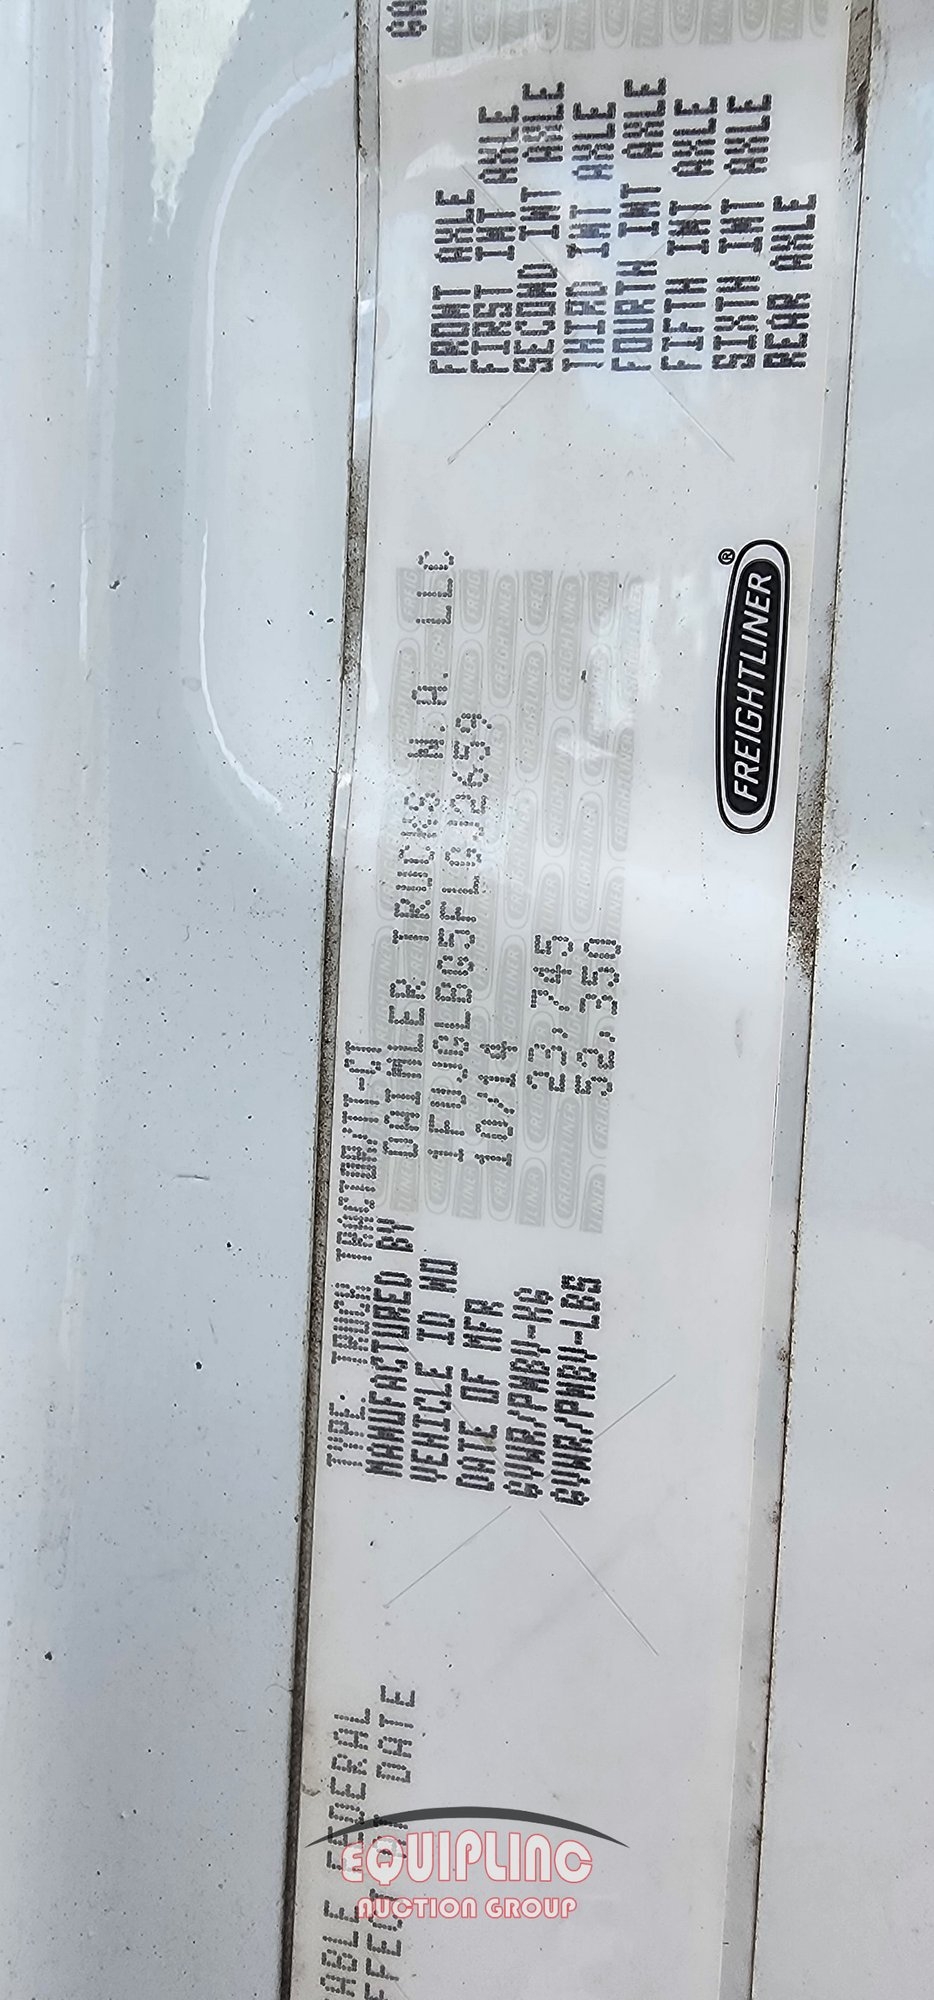 ABLE FEDERAL
EFFECT AT DATE
TYPE: TRUCK TRACTOR/TT-CT
MANUFACTURED BY DAIMLER TRUCKS N.A. LLC
VEHICLE ID NO 1FUJGLBG5FLGJ2659
DATE OF MFR 10/14
GVWR/PNBV-KG 23,745
GVWR/PNBV-LBS 52,350
FREIGHTLINER®
FRONT AXLE
FIRST INT AXLE
SECOND INT AXLE
THIRD INT AXLE
FOURTH INT AXLE
FIFTH INT AXLE
SIXTH INT AXLE
REAR AXLE
EQUIPLINC
AUCTION GROUP